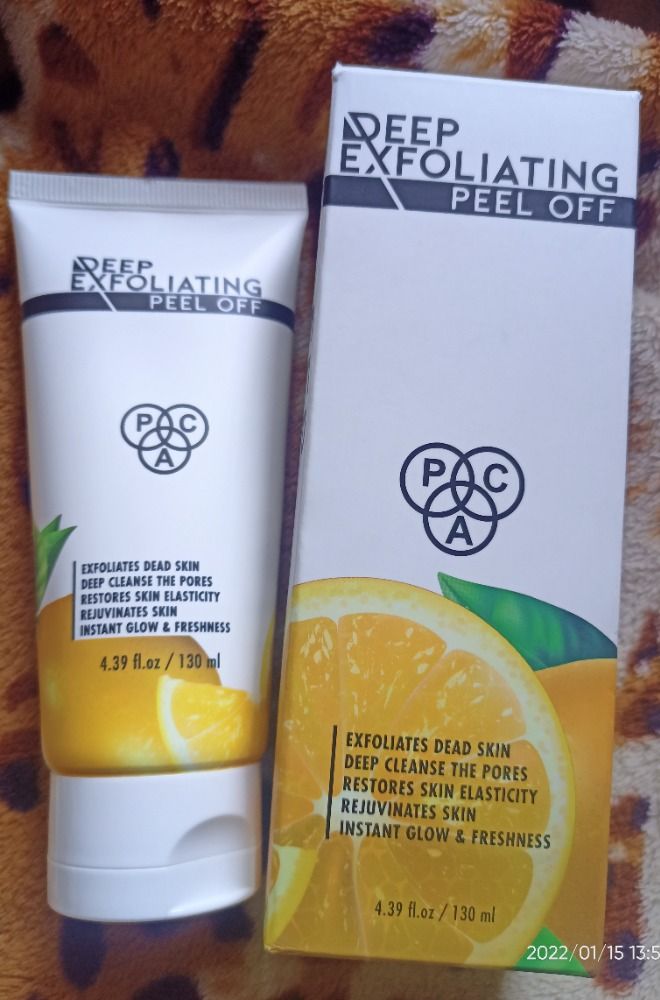 DEEP
EXFOLIATING
PEEL OFF
P C
A
EXFOLIATES DEAD SKIN
DEEP CLEANSE THE PORES
RESTORES SKIN ELASTICITY
REJUVINATES SKIN
INSTANT GLOW & FRESHNESS
4.39 fl.oz / 130 ml
DEEP
EXFOLIATING
PEEL OFF
P C
A
EXFOLIATES DEAD SKIN
DEEP CLEANSE THE PORES
RESTORES SKIN ELASTICITY
REJUVINATES SKIN
INSTANT GLOW & FRESHNESS
4.39 fl.oz / 130 ml
2022/01/15 13:5